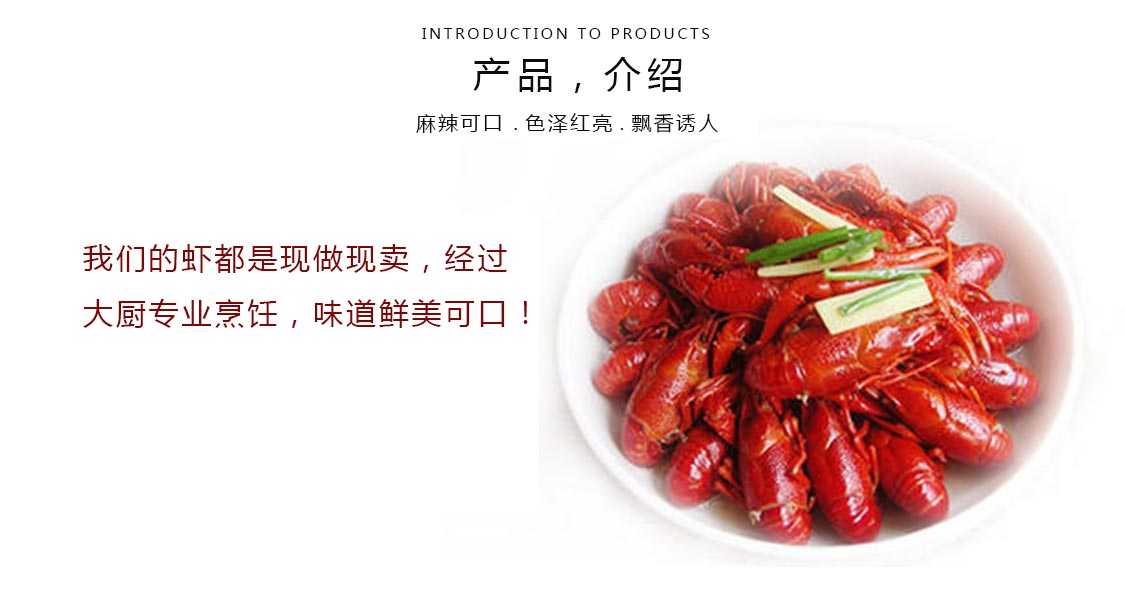 INTRODUCTION TO PRODUCTS
产品，介绍
麻辣可口 . 色泽红亮 . 飘香诱人
我们的虾都是现做现卖，经过
大厨专业烹饪，味道鲜美可口！